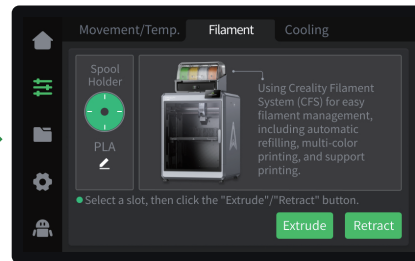 Movement/Temp. Filament Cooling
Spool
Holder
PLA
Using Creality Filament
System (CFS) for easy
filament management,
including automatic
refilling, multi-color
printing, and support
printing.
Select a slot, then click the "Extrude"/"Retract" button.
Extrude Retract